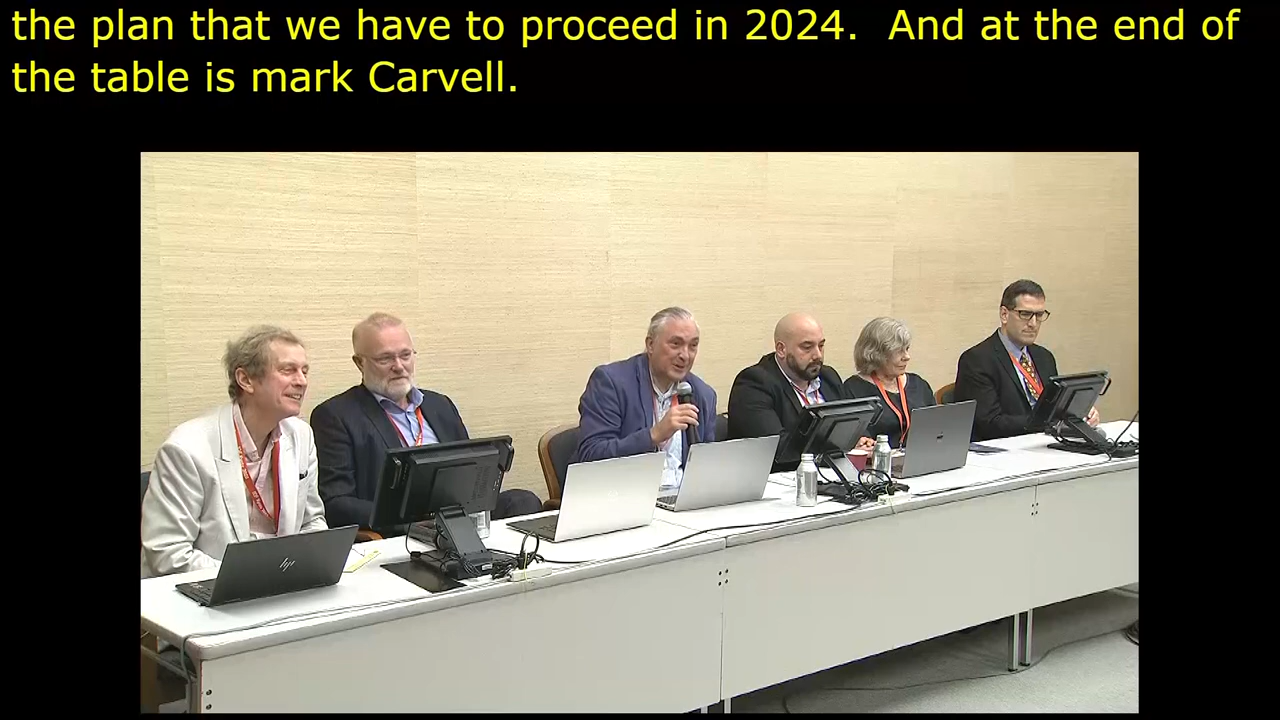 the plan that we have to proceed in 2024.  And at the end of
the table is mark Carvell.
hp